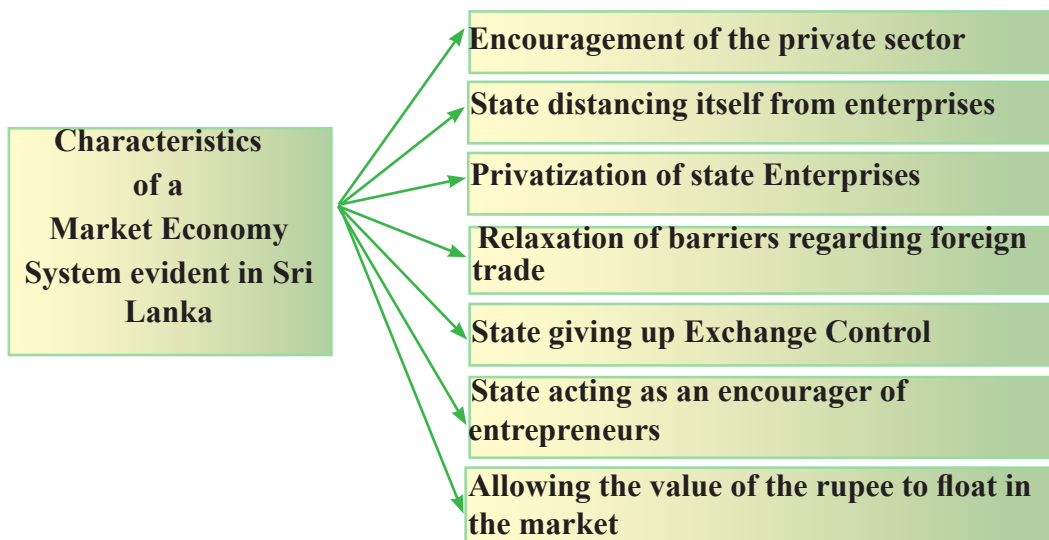 Characteristics
of a
Market Economy
System evident in Sri
Lanka
Encouragement of the private sector
State distancing itself from enterprises
Privatization of state Enterprises
Relaxation of barriers regarding foreign
trade
State giving up Exchange Control
State acting as an encourager of
entrepreneurs
Allowing the value of the rupee to float in
the market